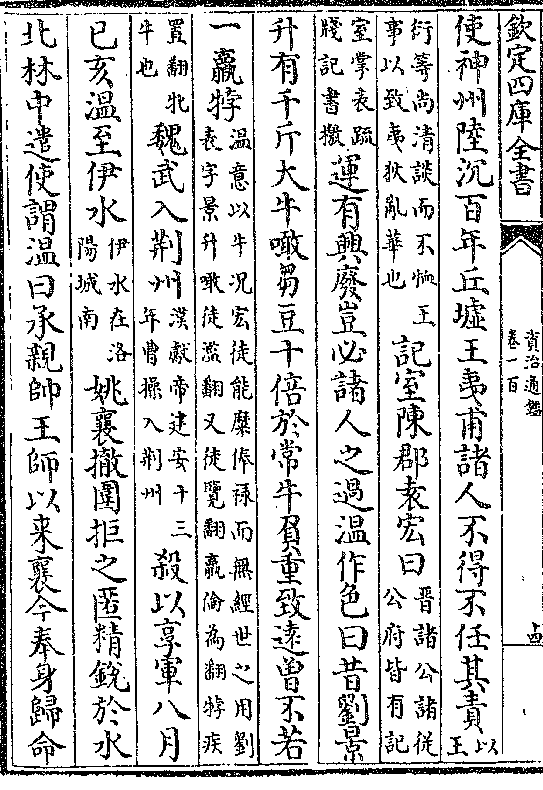 欽定四庫全書
資治通鑑
卷一百
古
使神州陸沉百年丘墟王夷甫諸人不得不任其責以王
衍等尚清談而不恤王
事以致夷狄亂華也
記室陳郡袁宏曰晉諸公諸從
公府皆有記
室掌表疏
牋記書檄
運有興廢豈必諸人之過溫作色曰昔劉景
升有千斤大牛噉芻豆十倍於常牛負重致遠曾不若
一羸牸溫意以牛况宏徒能糜俸祿而無經世之用劉
表字景升噉徒濫翻又徒覽翻羸倫為翻牸疾
置翻牝
牛也
魏武入荆州漢獻帝建安十三
年曹操入荆州
殺以享軍八月
已亥溫至伊水伊水在洛
陽城南
姚襄撤圍拒之匿精銳於水
北林中遣使謂溫曰承親帥王師以来襄今奉身歸命